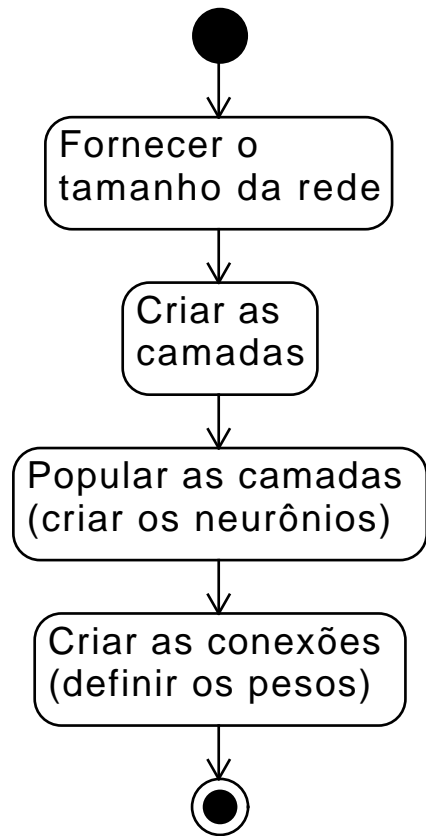 Fornecer o
tamanho da rede
Criar as
camadas
Popular as camadas
(criar os neurônios)
Criar as conexões
(definir os pesos)